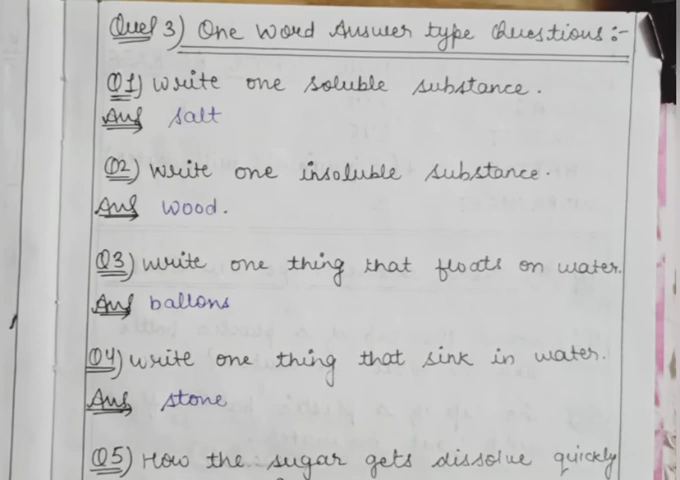 Ques 3) One Word Answer type Questions :-
Q1) Write one soluble substance.
Ans salt
Q2) Write one insoluble substance.
Ans wood.
Q3) Write one thing that floats on water.
Ans ballons
Q4) Write one thing that sink in water.
Ans stone
Q5) How the sugar gets dissolve quickly